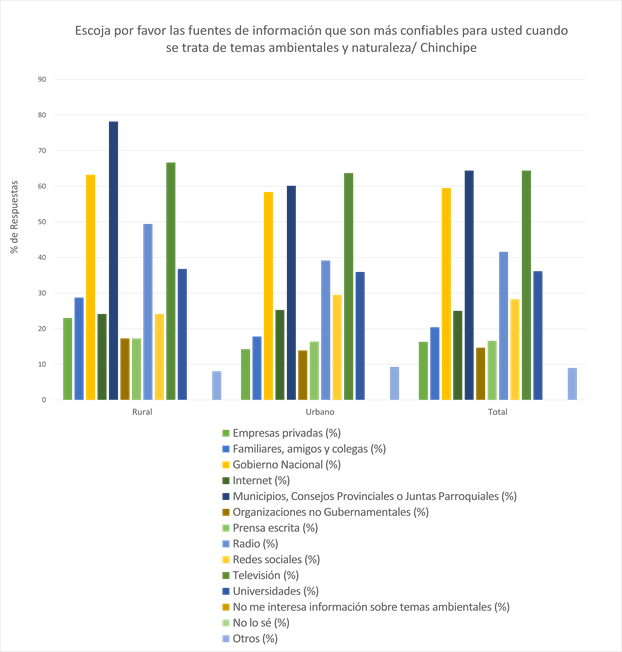 Escoja por favor las fuentes de información que son más confiables para usted cuando
se trata de temas ambientales y naturaleza/ Chinchipe
90
80
70
60
50
40
30
20
10
0
% de Respuestas
Rural
Urbano
Total
Empresas privadas (%)
Familiares, amigos y colegas (%)
Gobierno Nacional (%)
Internet (%)
Municipios, Consejos Provinciales o Juntas Parroquiales (%)
Organizaciones no Gubernamentales (%)
Prensa escrita (%)
Radio (%)
Redes sociales (%)
Televisión (%)
Universidades (%)
No me interesa información sobre temas ambientales (%)
No lo sé (%)
Otros (%)